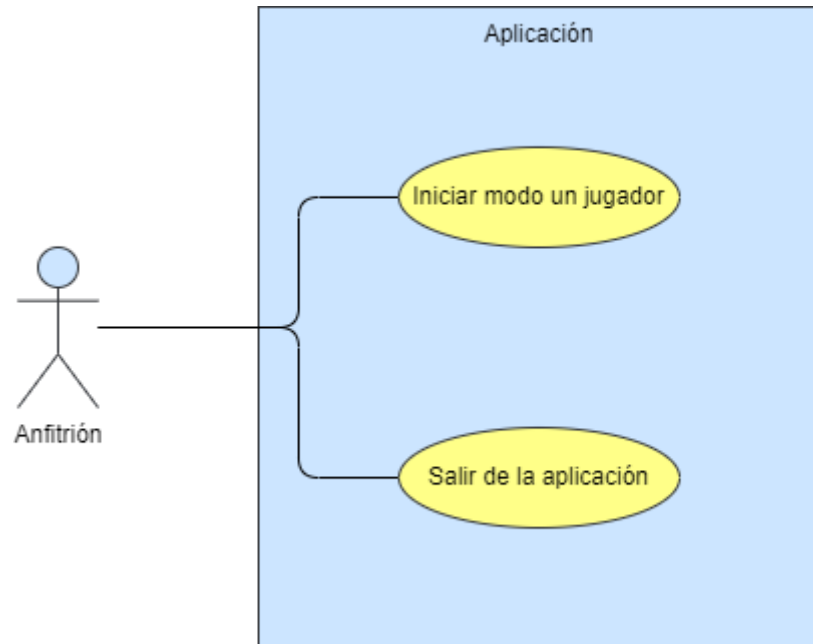 Aplicación
Iniciar modo un jugador
Anfitrión
Salir de la aplicación